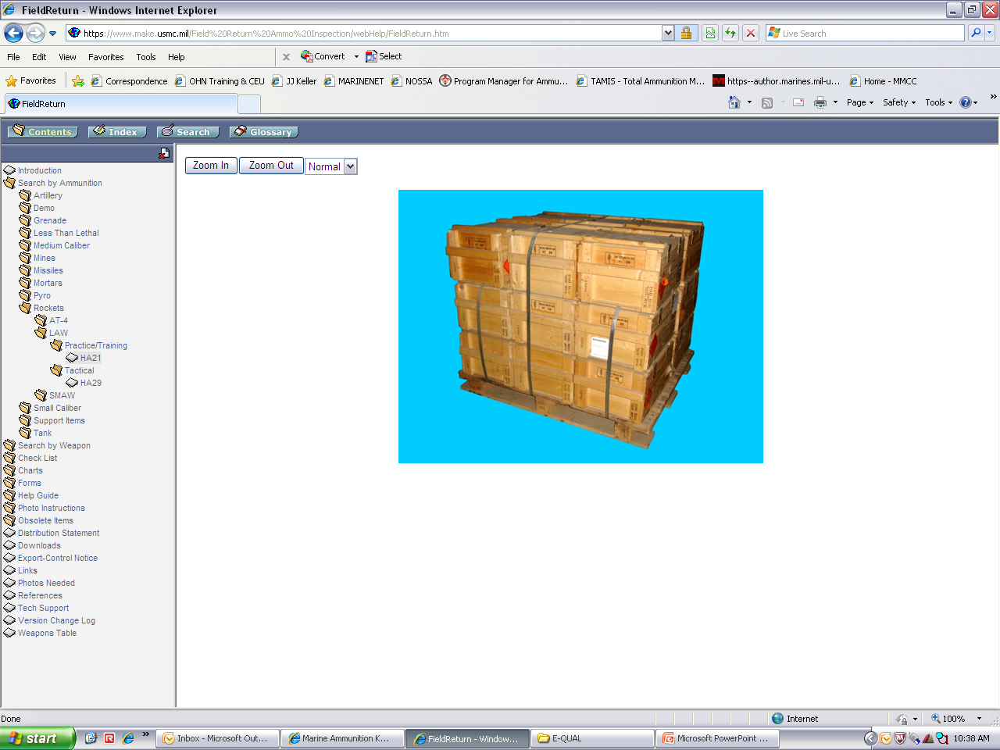 FieldReturn - Windows Internet Explorer
https://www.make.usmc.mil/Field%20Return%20Ammo%20Inspection/webHelp/FieldReturn.htm
Live Search
File Edit View Favorites Tools Help
x Convert Select
Favorites Correspondence OHN Training & CEU JJ Keller MARINENET NOSSA Program Manager for Ammu... TAMIS - Total Ammunition M... https--author.marines.mil-u... Home - MMCC
FieldReturn
Page Safety Tools
Contents Index Search Glossary
Zoom In Zoom Out Normal
Introduction
Search by Ammunition
Artillery
Demo
Grenade
Less Than Lethal
Medium Caliber
Mines
Missiles
Mortars
Pyro
Rockets
AT-4
LAW
Practice/Training
HA21
Tactical
HA29
SMAW
Small Caliber
Support Items
Tank
Search by Weapon
Check List
Charts
Forms
Help Guide
Photo Instructions
Obsolete Items
Distribution Statement
Downloads
Export-Control Notice
Links
Photos Needed
References
Tech Support
Version Change Log
Weapons Table
Done
Internet
100%
start
Inbox - Microsoft Out...
Marine Ammunition K...
FieldReturn - Window...
E-QUAL
Microsoft PowerPoint ...
10:38 AM